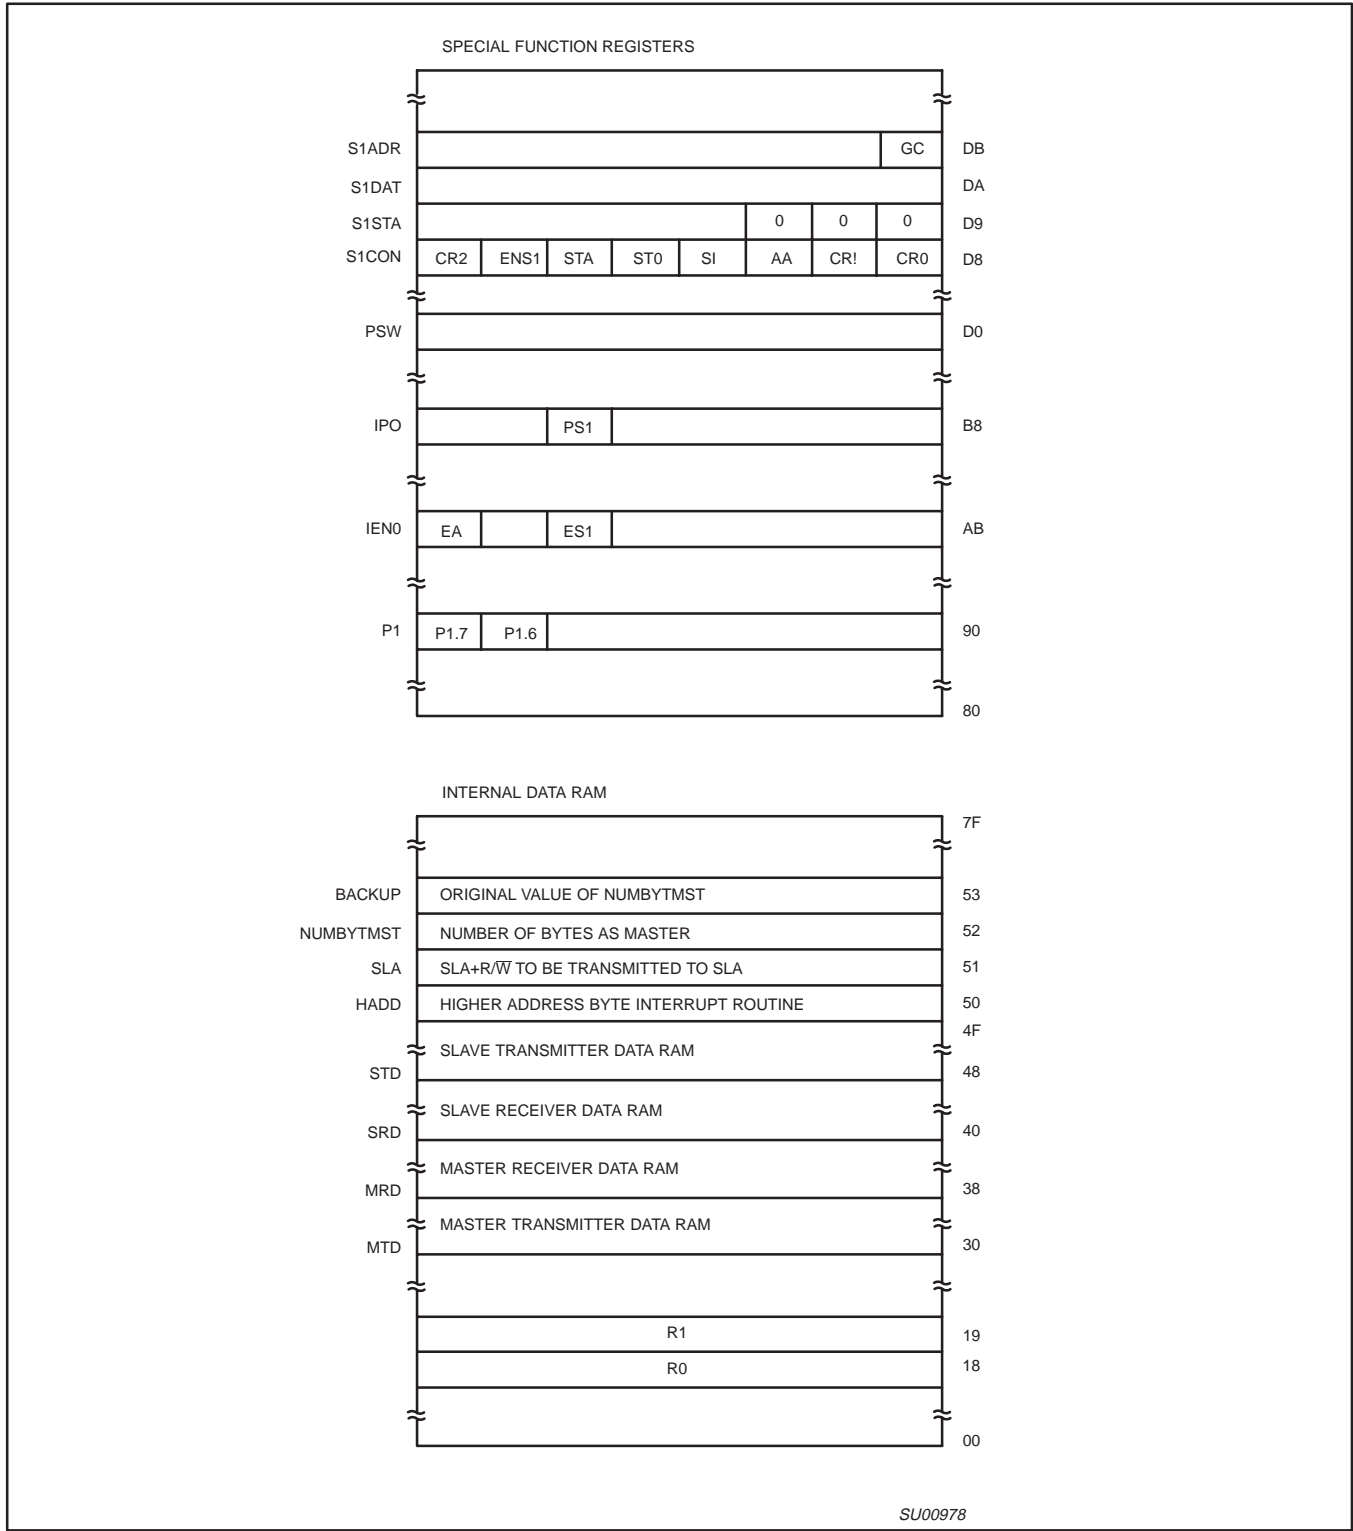 SPECIAL FUNCTION REGISTERS
S1ADR GC DB
S1DAT DA
S1STA 0 0 0 D9
S1CON CR2 ENS1 STA ST0 SI AA CR! CR0 D8
PSW D0
IPO PS1 B8
IEN0 EA ES1 AB
P1 P1.7 P1.6 90
80
INTERNAL DATA RAM
7F
BACKUP ORIGINAL VALUE OF NUMBYTMST 53
NUMBYTMST NUMBER OF BYTES AS MASTER 52
SLA SLA+R/W̅ TO BE TRANSMITTED TO SLA 51
HADD HIGHER ADDRESS BYTE INTERRUPT ROUTINE 50
4F
SLAVE TRANSMITTER DATA RAM
STD 48
SLAVE RECEIVER DATA RAM
SRD 40
MASTER RECEIVER DATA RAM
MRD 38
MASTER TRANSMITTER DATA RAM
MTD 30
R1 19
R0 18
00
SU00978